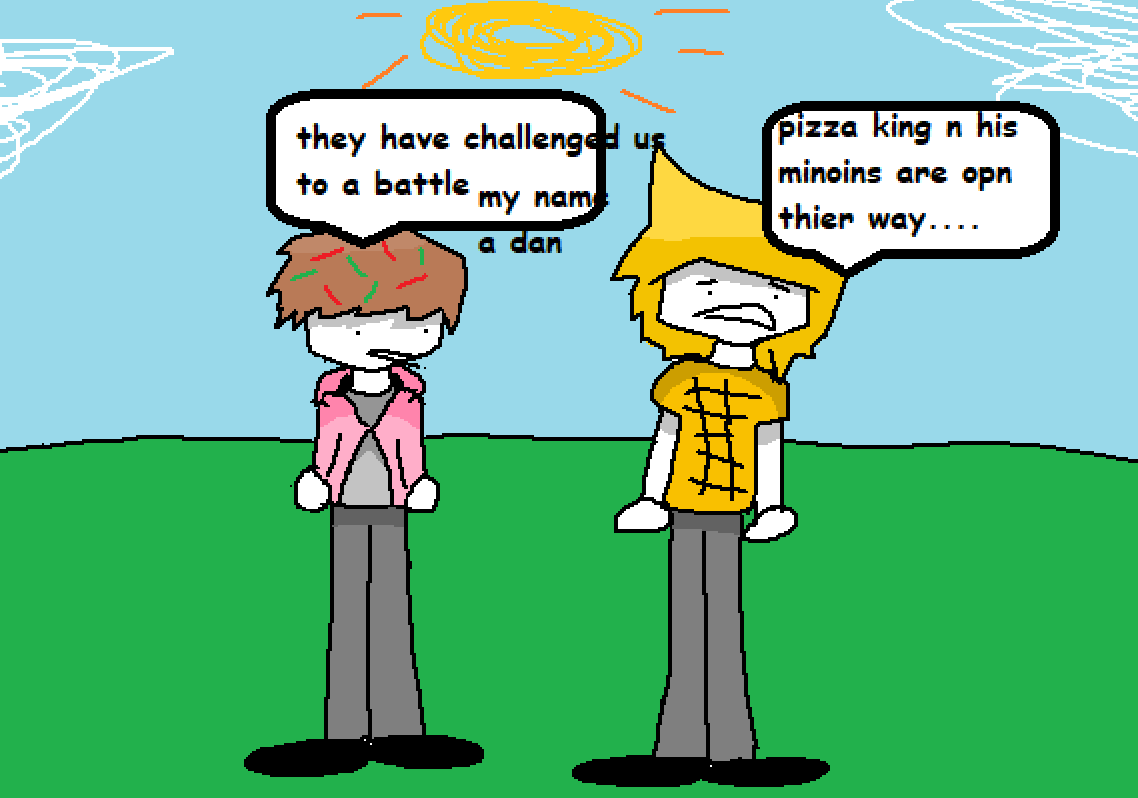 they have challenged us
to a battle
my name
a dan
pizza king n his
minoins are opn
thier way....